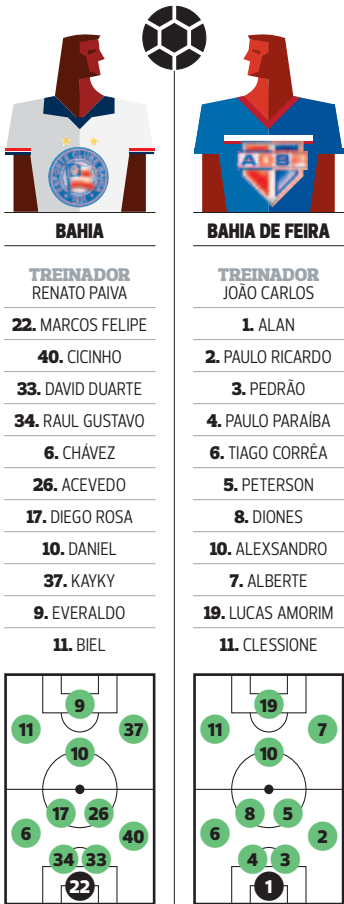 BAHIA
TREINADOR
RENATO PAIVA
22. MARCOS FELIPE
40. CICINHO
33. DAVID DUARTE
34. RAUL GUSTAVO
6. CHÁVEZ
26. ACEVEDO
17. DIEGO ROSA
10. DANIEL
37. KAYKY
9. EVERALDO
11. BIEL
9
11
37
10
17
26
6
40
34
33
22
BAHIA DE FEIRA
TREINADOR
JOÃO CARLOS
1. ALAN
2. PAULO RICARDO
3. PEDRÃO
4. PAULO PARAÍBA
6. TIAGO CORRÊA
5. PETERSON
8. DIONES
10. ALEXSANDRO
7. ALBERTE
19. LUCAS AMORIM
11. CLESSIONE
19
11
7
10
8
5
6
2
4
3
1